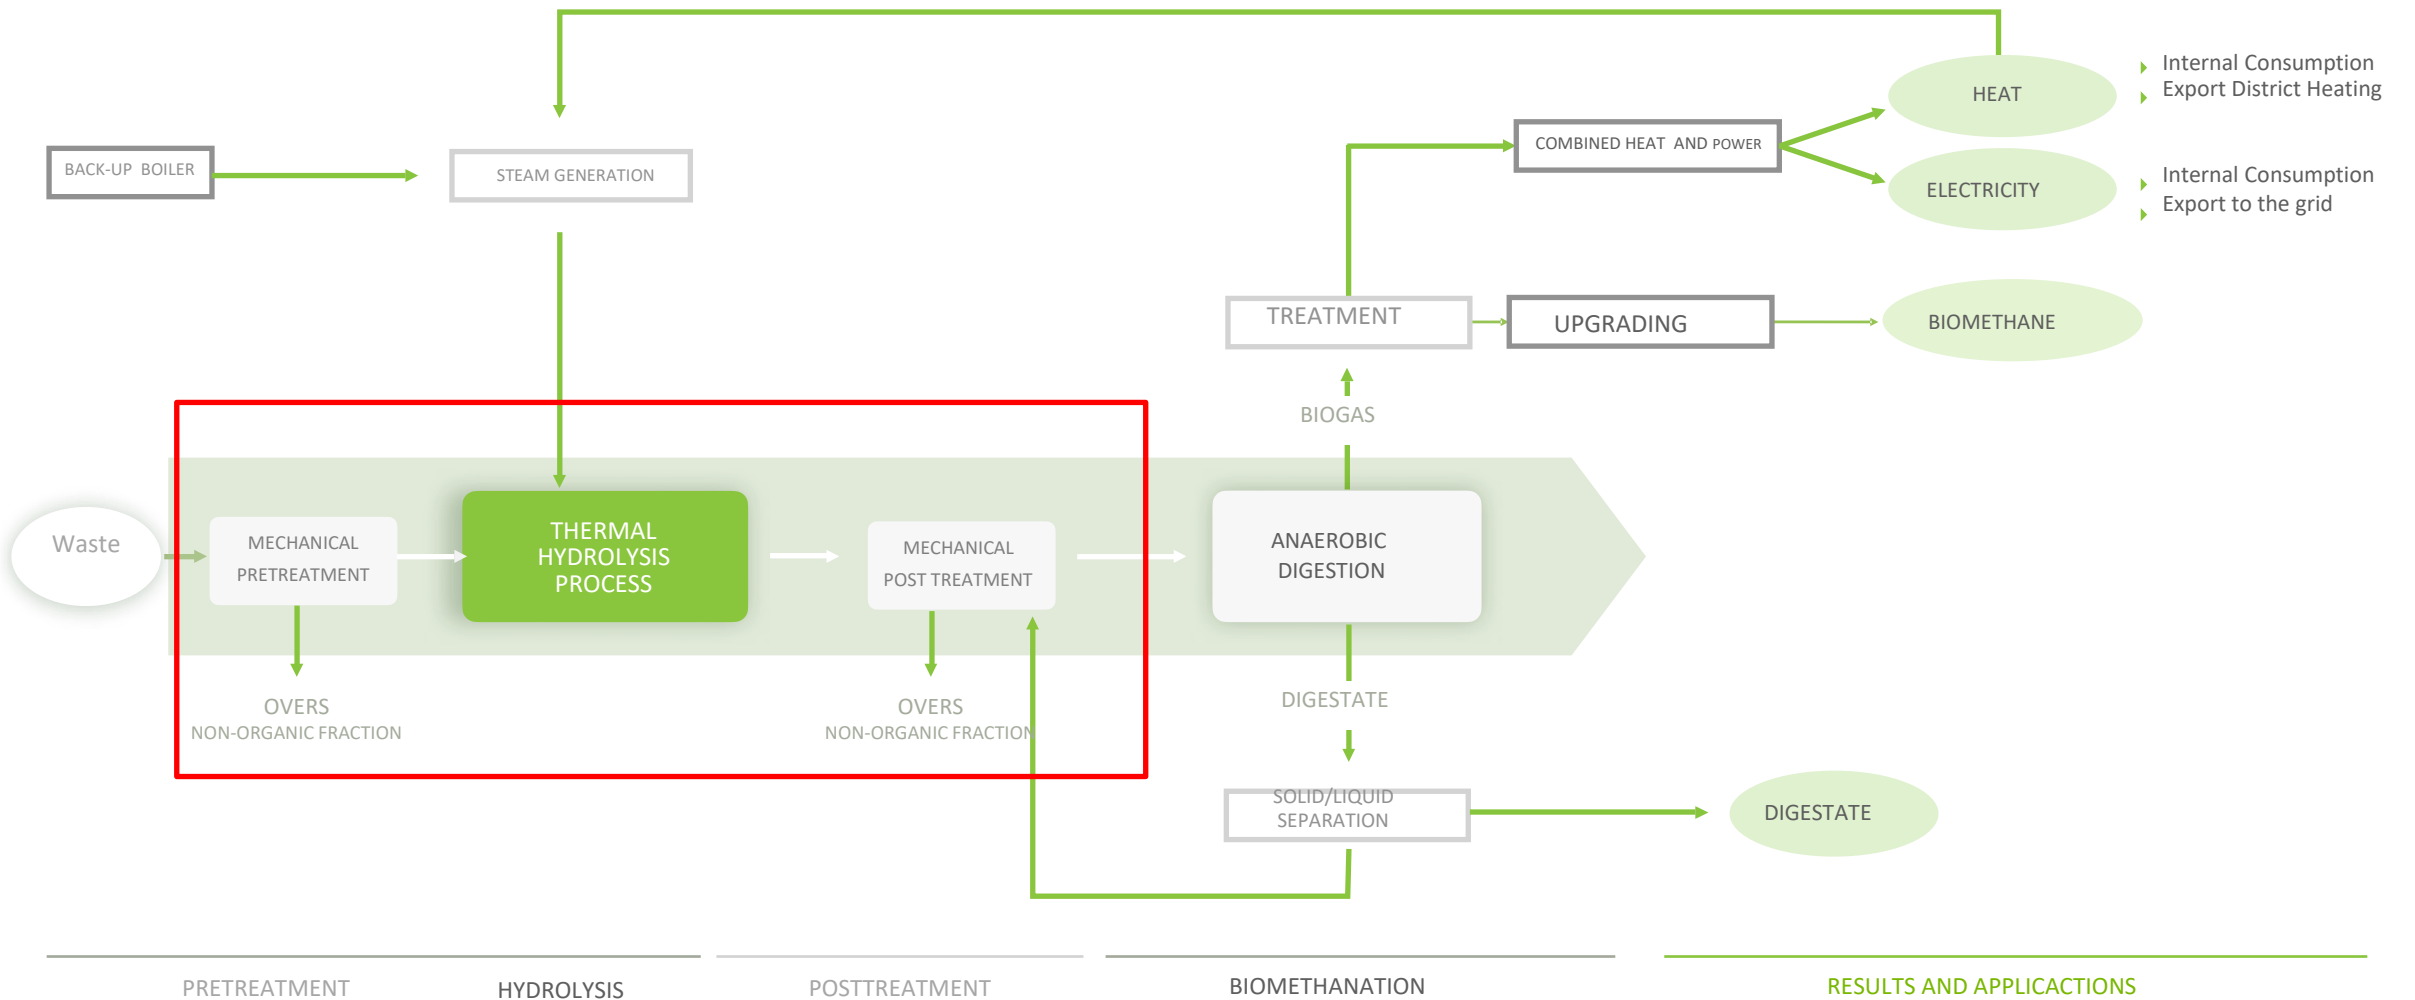 Internal Consumption
Export District Heating
HEAT
COMBINED HEAT AND POWER
BACK-UP BOILER
STEAM GENERATION
ELECTRICITY
Internal Consumption
Export to the grid
TREATMENT
UPGRADING
BIOMETHANE
BIOGAS
Waste
MECHANICAL
PRETREATMENT
THERMAL
HYDROLYSIS
PROCESS
MECHANICAL
POST TREATMENT
ANAEROBIC
DIGESTION
OVERS
NON-ORGANIC FRACTION
OVERS
NON-ORGANIC FRACTION
DIGESTATE
SOLID/LIQUID
SEPARATION
DIGESTATE
PRETREATMENT
HYDROLYSIS
POSTTREATMENT
BIOMETHANATION
RESULTS AND APPLICACTIONS